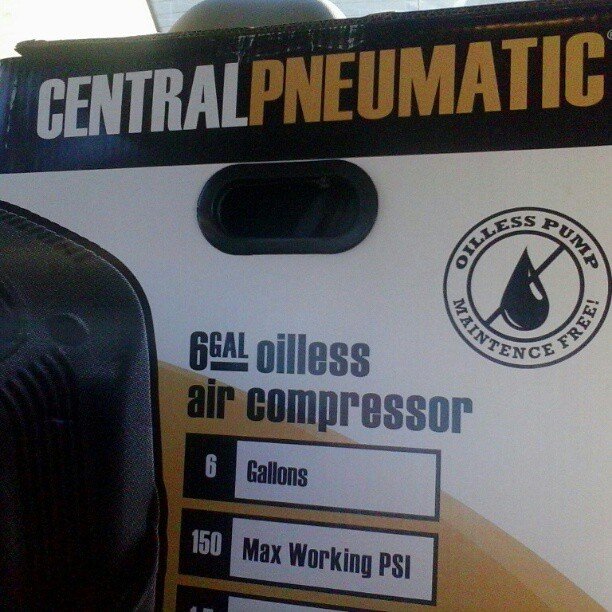 CENTRALPNEUMATIC
OILLESS PUMP
MAINTENCE FREE!
6GAL oilless
air compressor
6 Gallons
150 Max Working PSI